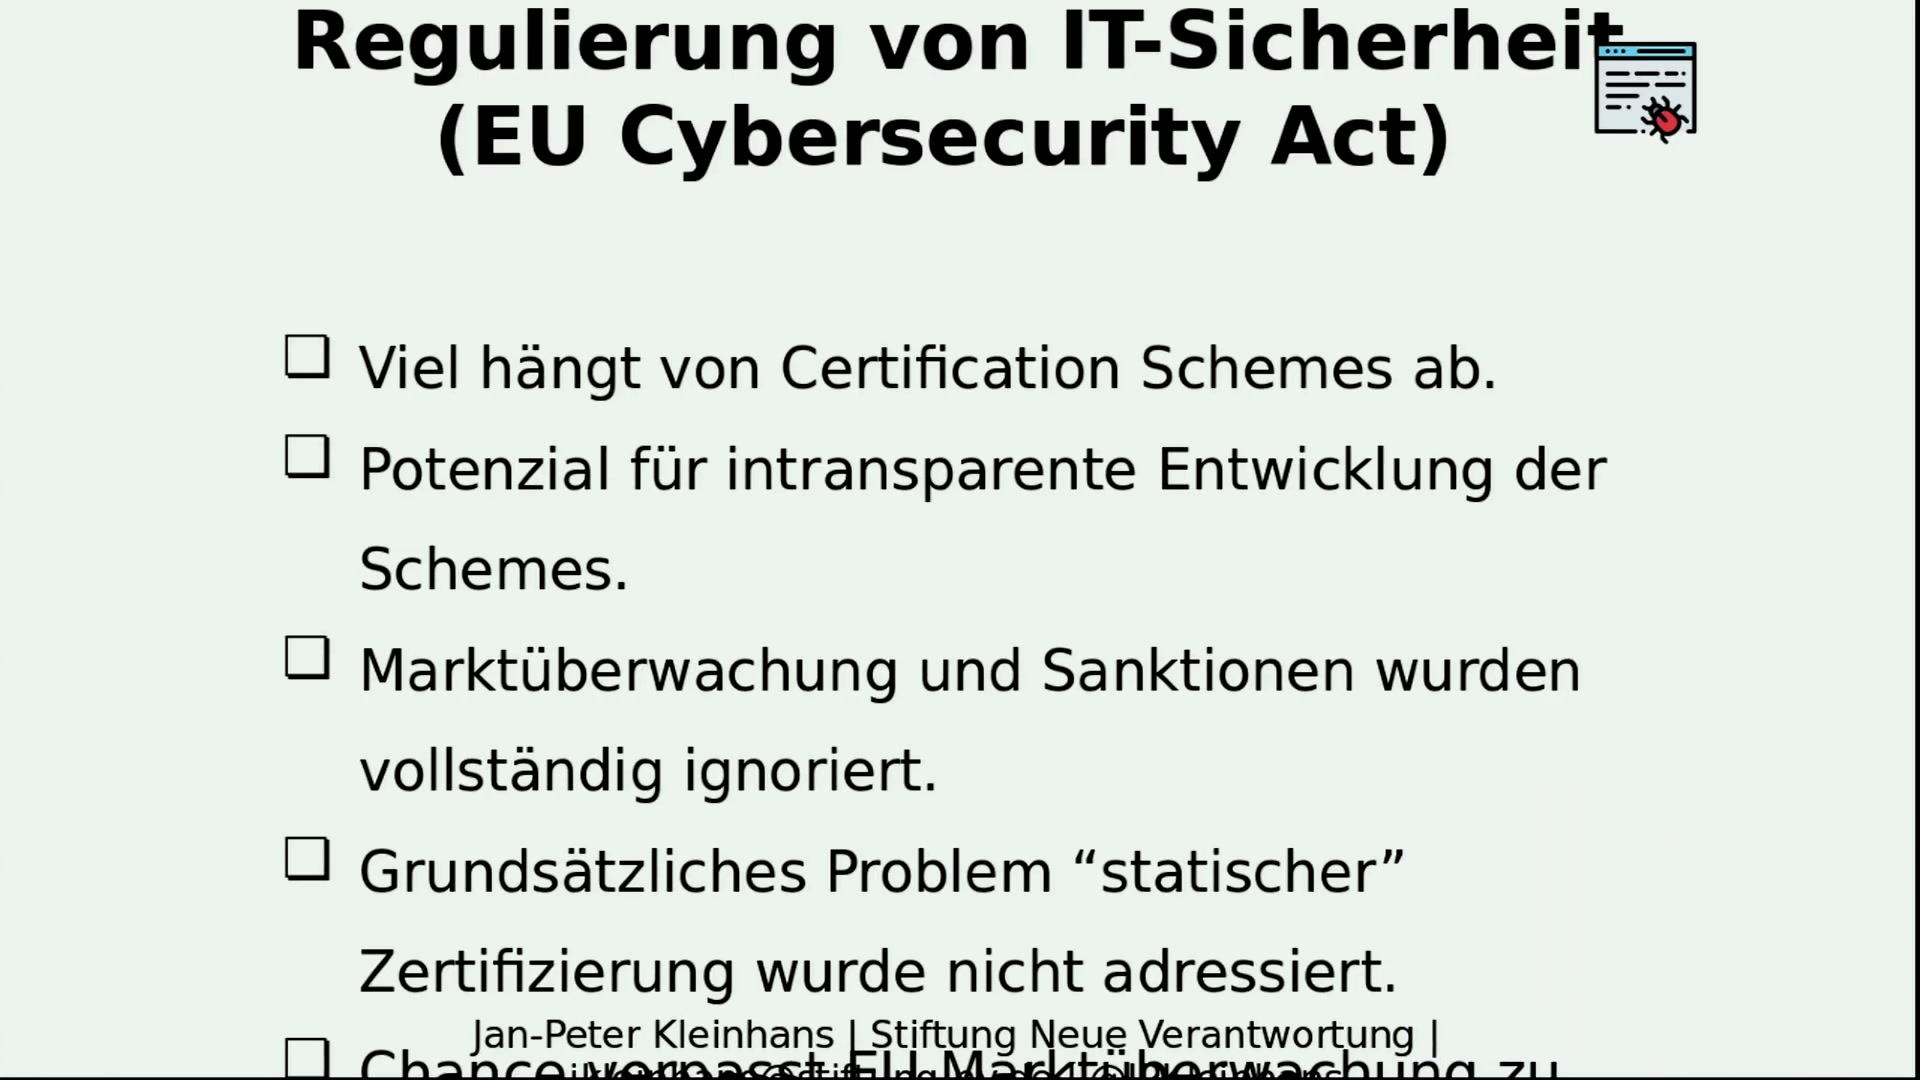 Regulierung von IT-Sicherheit
(EU Cybersecurity Act)
❑ Viel hängt von Certification Schemes ab.
❑ Potenzial für intransparente Entwicklung der
Schemes.
❑ Marktüberwachung und Sanktionen wurden
vollständig ignoriert.
❑ Grundsätzliches Problem “statischer”
Zertifizierung wurde nicht adressiert.
Jan-Peter Kleinhans | Stiftung Neue Verantwortung |
❑ Chance verpasst EU Marktüberwachung zu